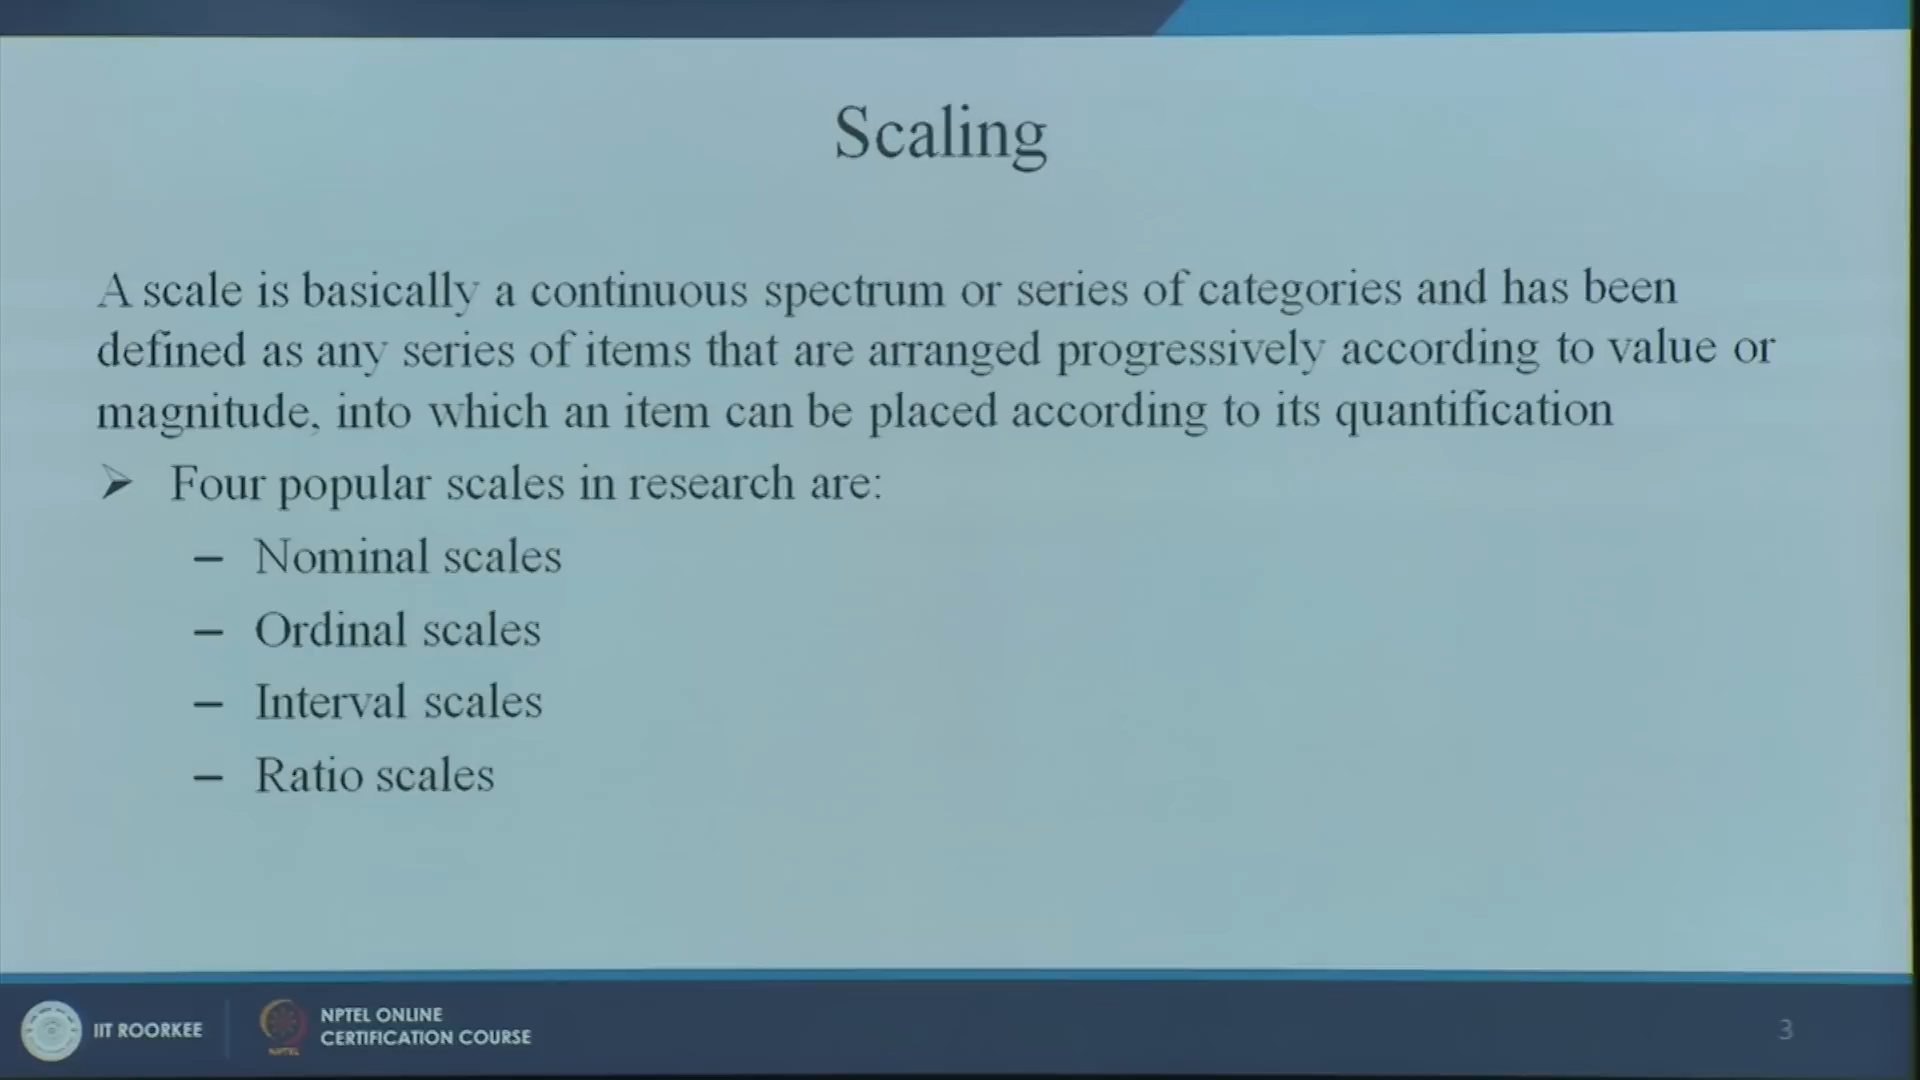 Scaling
A scale is basically a continuous spectrum or series of categories and has been
defined as any series of items that are arranged progressively according to value or
magnitude, into which an item can be placed according to its quantification
➢ Four popular scales in research are:
– Nominal scales
– Ordinal scales
– Interval scales
– Ratio scales
IIT ROORKEE
NPTEL ONLINE
CERTIFICATION COURSE
NPTEL
3